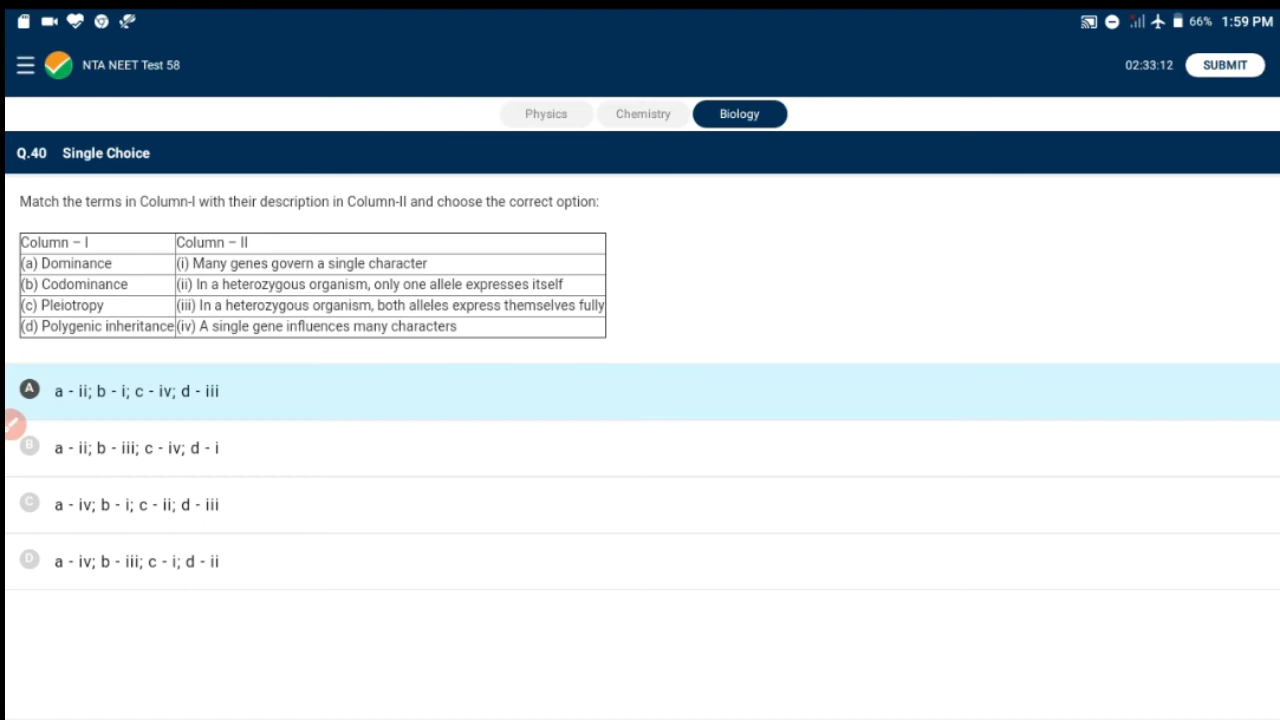 66% 1:59 PM
NTA NEET Test 58
02:33:12 SUBMIT
Physics Chemistry Biology
Q.40 Single Choice
Match the terms in Column-I with their description in Column-II and choose the correct option:
Column – I Column – II
(a) Dominance (i) Many genes govern a single character
(b) Codominance (ii) In a heterozygous organism, only one allele expresses itself
(c) Pleiotropy (iii) In a heterozygous organism, both alleles express themselves fully
(d) Polygenic inheritance (iv) A single gene influences many characters
A a - ii; b - i; c - iv; d - iii
B a - ii; b - iii; c - iv; d - i
C a - iv; b - i; c - ii; d - iii
D a - iv; b - iii; c - i; d - ii